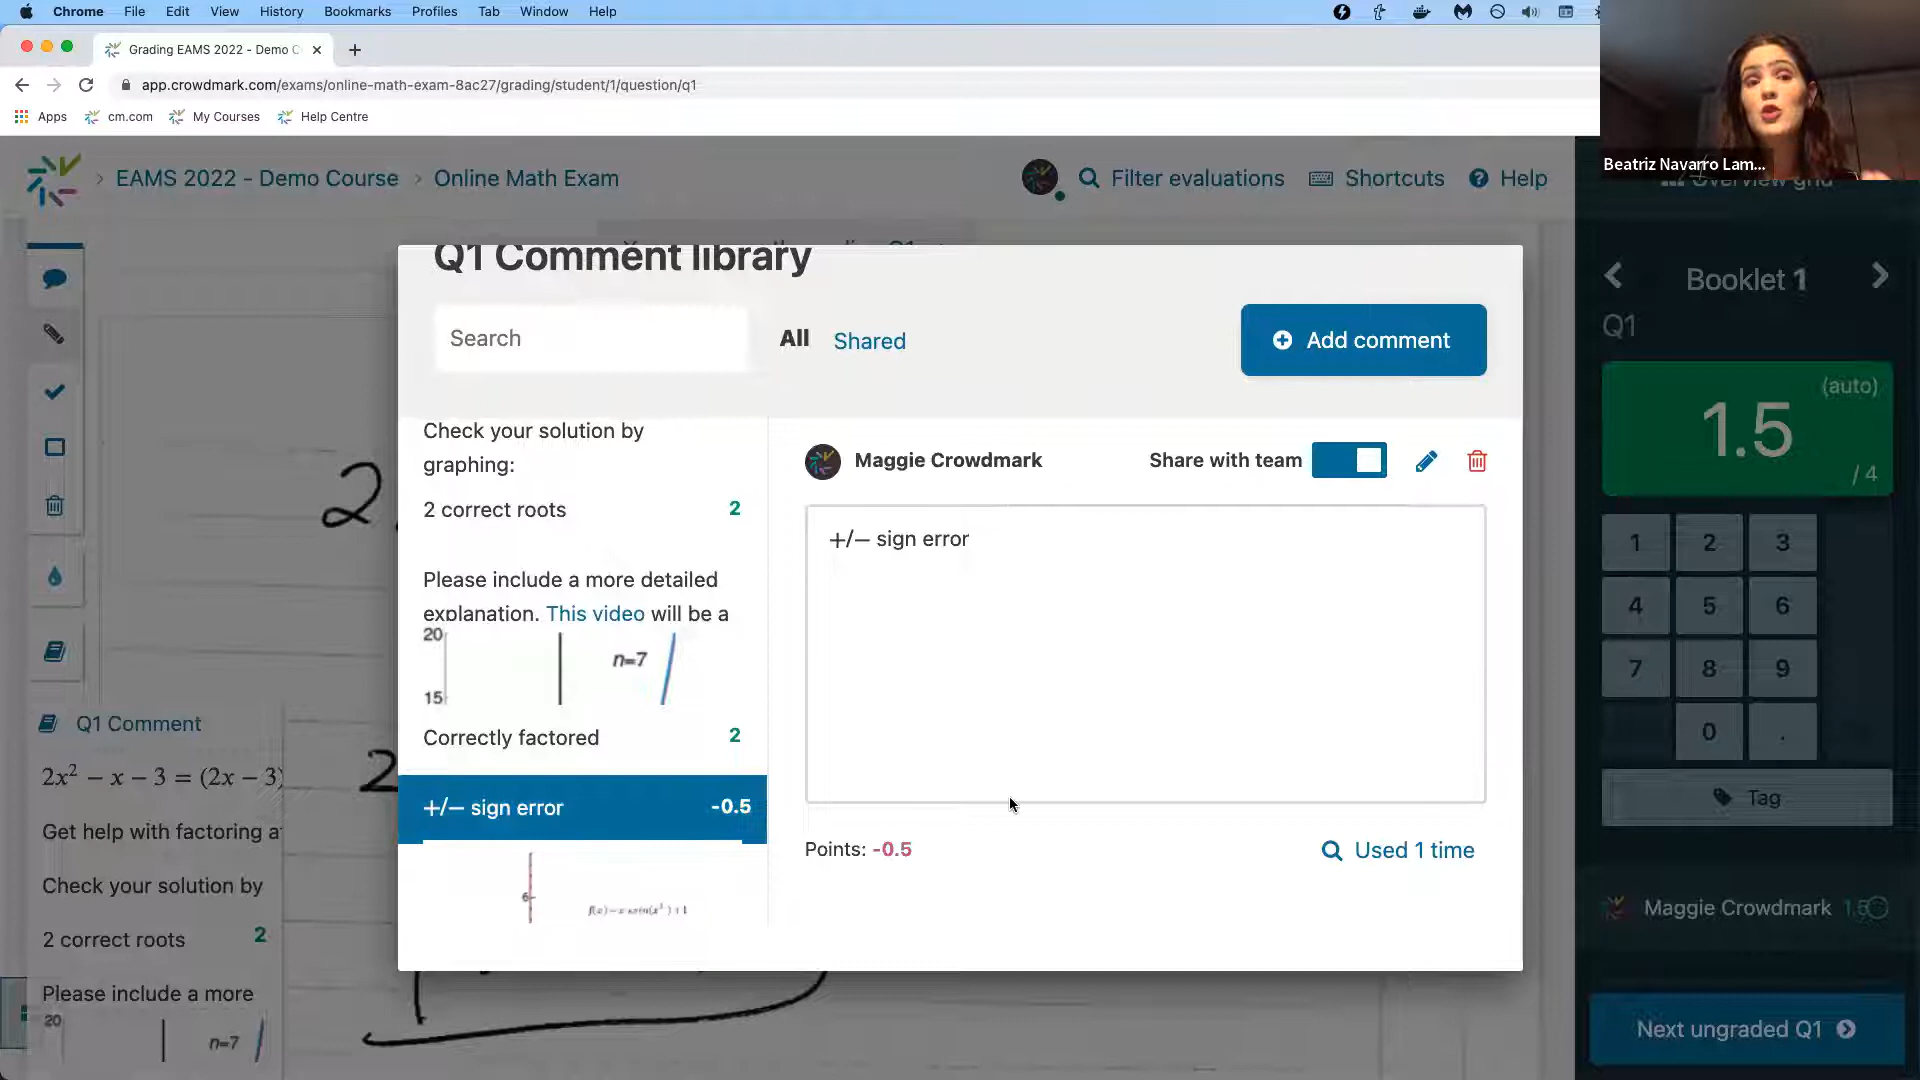 Chrome File Edit View History Bookmarks Profiles Tab Window Help
Grading EAMS 2022 - Demo C
app.crowdmark.com/exams/online-math-exam-8ac27/grading/student/1/question/q1
Apps cm.com My Courses Help Centre
Beatriz Navarro Lam...
EAMS 2022 - Demo Course
Online Math Exam
Filter evaluations
Shortcuts
Help
Overview grid
Q1 Comment library
Search
All
Shared
Add comment
Check your solution by
graphing:
2 correct roots 2
Please include a more detailed
explanation. This video will be a
20
n=7
15
Correctly factored 2
+/– sign error -0.5
6
Maggie Crowdmark
Share with team
+/– sign error
Points: -0.5
Used 1 time
Q1 Comment
2x² − x − 3 = (2x − 3)
Get help with factoring a
Check your solution by
2 correct roots 2
Please include a more
20
n=7
2
2
Booklet 1
Q1
(auto)
1.5
/ 4
1 2 3
4 5 6
7 8 9
0 .
Tag
Maggie Crowdmark 1.5
Next ungraded Q1